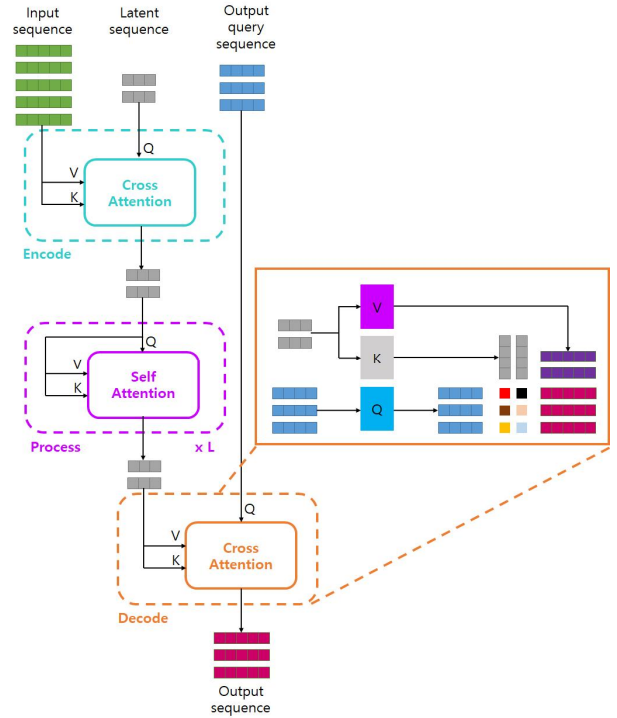 Input
sequence
Latent
sequence
Output
query
sequence
Q
V
K
Cross
Attention
Encode
Q
V
K
Self
Attention
Process
x L
V
K
Q
Q
V
K
Cross
Attention
Decode
Output
sequence